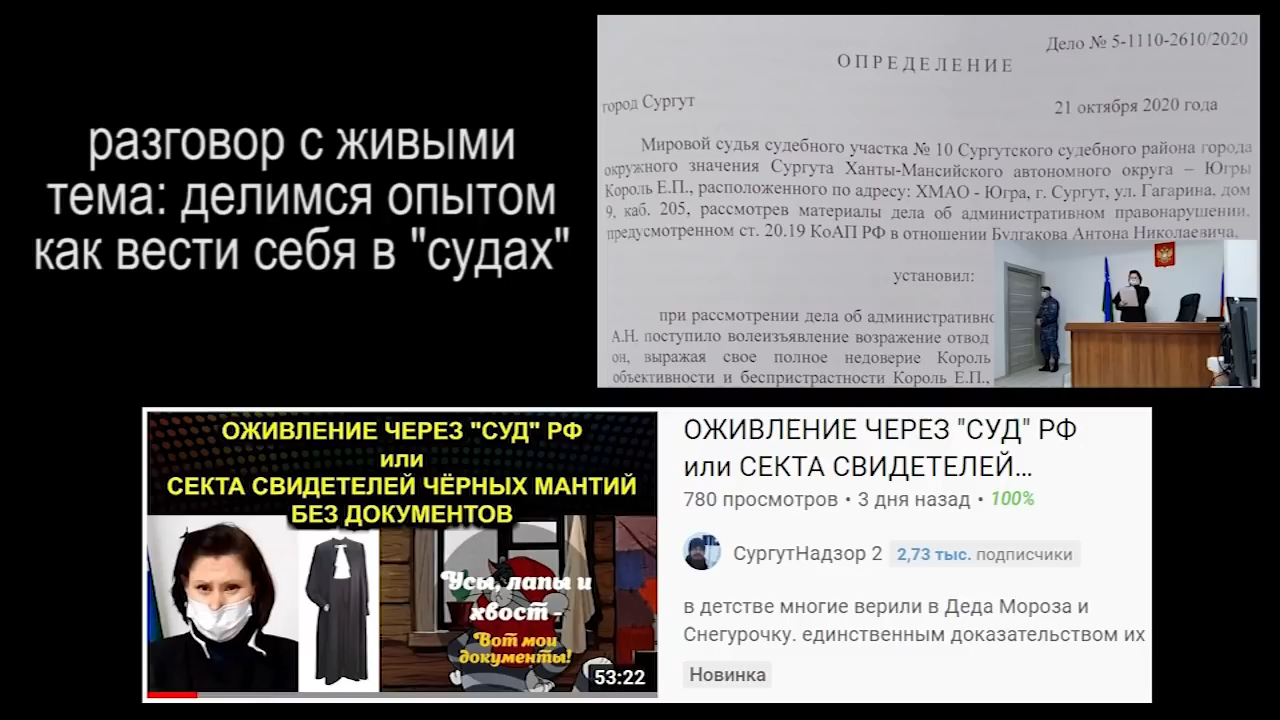 разговор с живыми
тема: делимся опытом
как вести себя в "судах"
Дело № 5-1110-2610/2020
ОПРЕДЕЛЕНИЕ
город Сургут
21 октября 2020 года
Мировой судья судебного участка № 10 Сургутского судебного района города
окружного значения Сургута Ханты-Мансийского автономного округа – Югры
Король Е.П., расположенного по адресу: ХМАО - Югра, г. Сургут, ул. Гагарина, дом
9, каб. 205, рассмотрев материалы дела об административном правонарушении,
предусмотренном ст. 20.19 КоАП РФ в отношении Булгакова Антона Николаевича,
установил:
при рассмотрении дела об административно
А.Н. поступило волеизъявление возражение отвод
он, выражая свое полное недоверие Король
объективности и беспристрастности Король Е.П.,
ОЖИВЛЕНИЕ ЧЕРЕЗ "СУД" РФ
или
СЕКТА СВИДЕТЕЛЕЙ ЧЁРНЫХ МАНТИЙ
БЕЗ ДОКУМЕНТОВ
Усы, лапы и
хвост -
Вот мои
документы!
53:22
ОЖИВЛЕНИЕ ЧЕРЕЗ "СУД" РФ
или СЕКТА СВИДЕТЕЛЕЙ...
780 просмотров • 3 дня назад • 100%
СургутНадзор 2 2,73 тыс. подписчики
в детстве многие верили в Деда Мороза и
Снегурочку. единственным доказательством их
Новинка